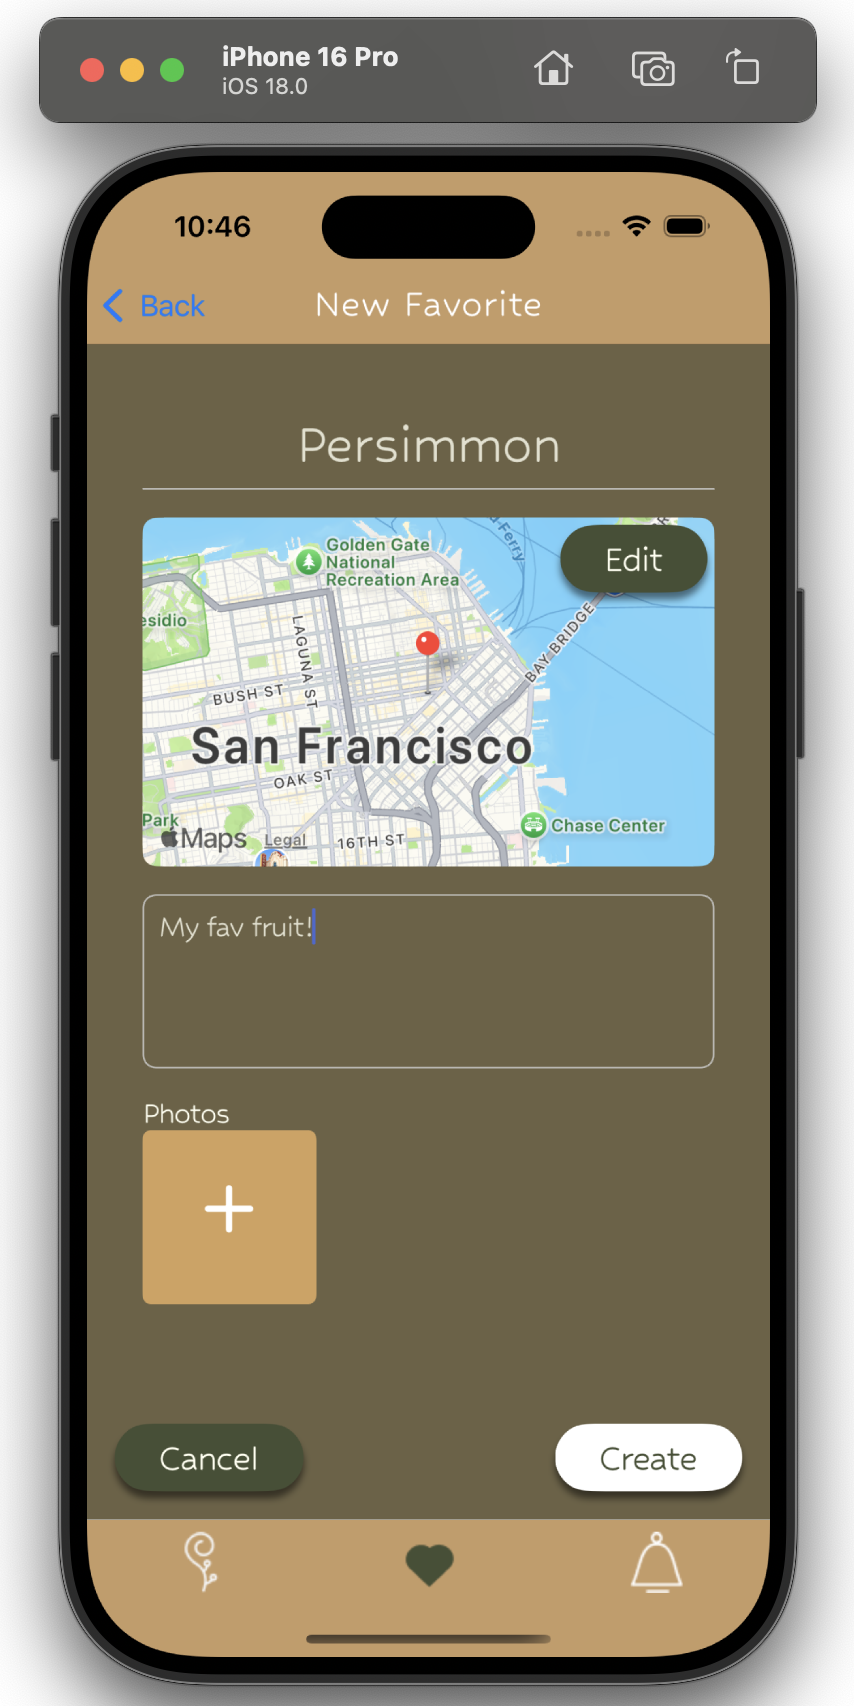 iPhone 16 Pro
iOS 18.0
10:46
Back
New Favorite
Persimmon
Golden Gate
National
Recreation Area
Edit
esidio
LAGUNA ST
BAY BRIDGE
BUSH ST
San Francisco
OAK ST
Park
Maps
Legal
16TH ST
Chase Center
My fav fruit!
Photos
Cancel
Create